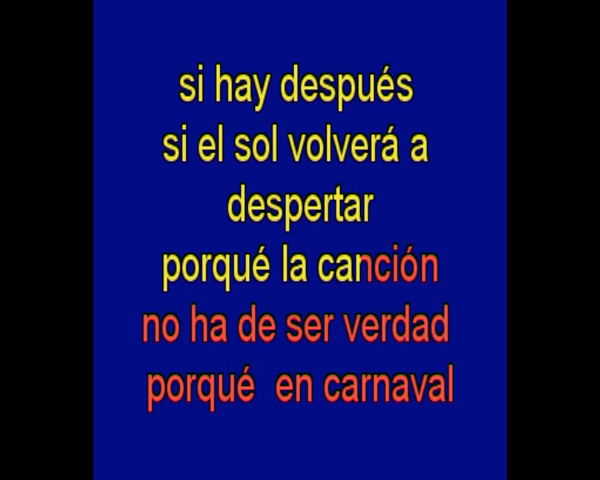 si hay después
si el sol volverá a
despertar
porqué la canción
no ha de ser verdad
porqué en carnaval